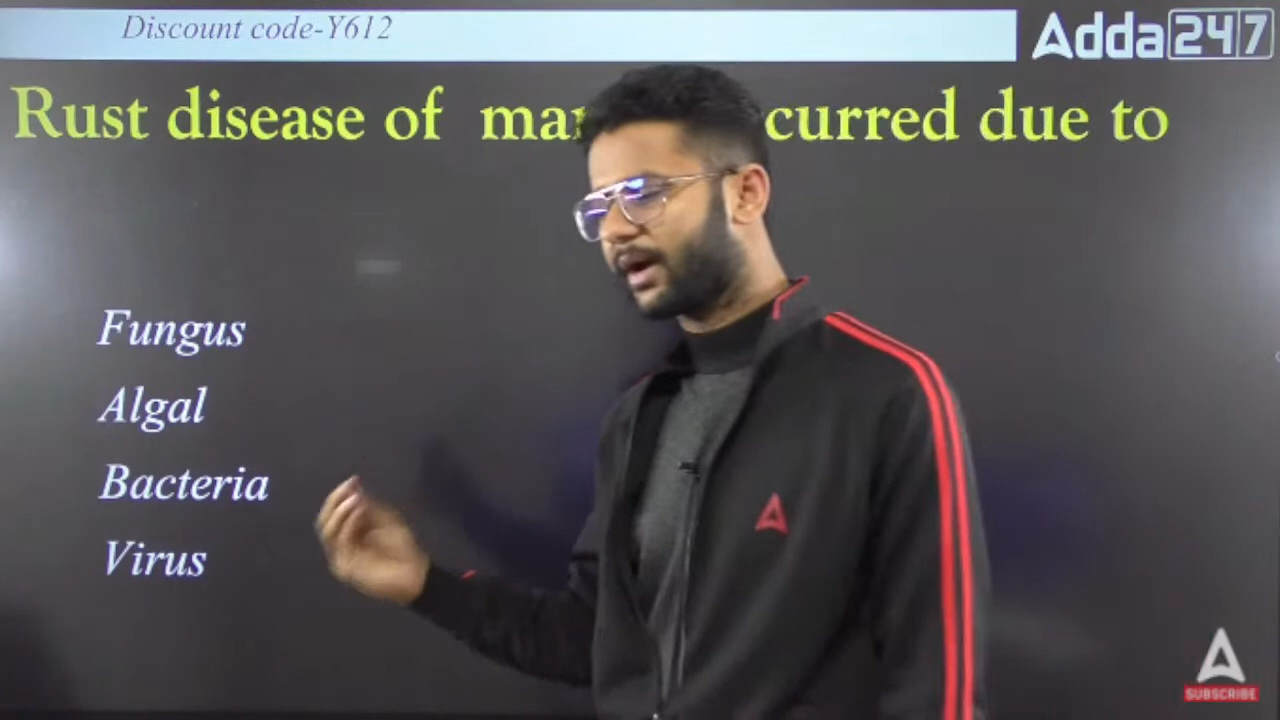 Discount code-Y612
Adda247
Rust disease of curred due to
Fungus
Algal
Bacteria
Virus
SUBSCRIBE